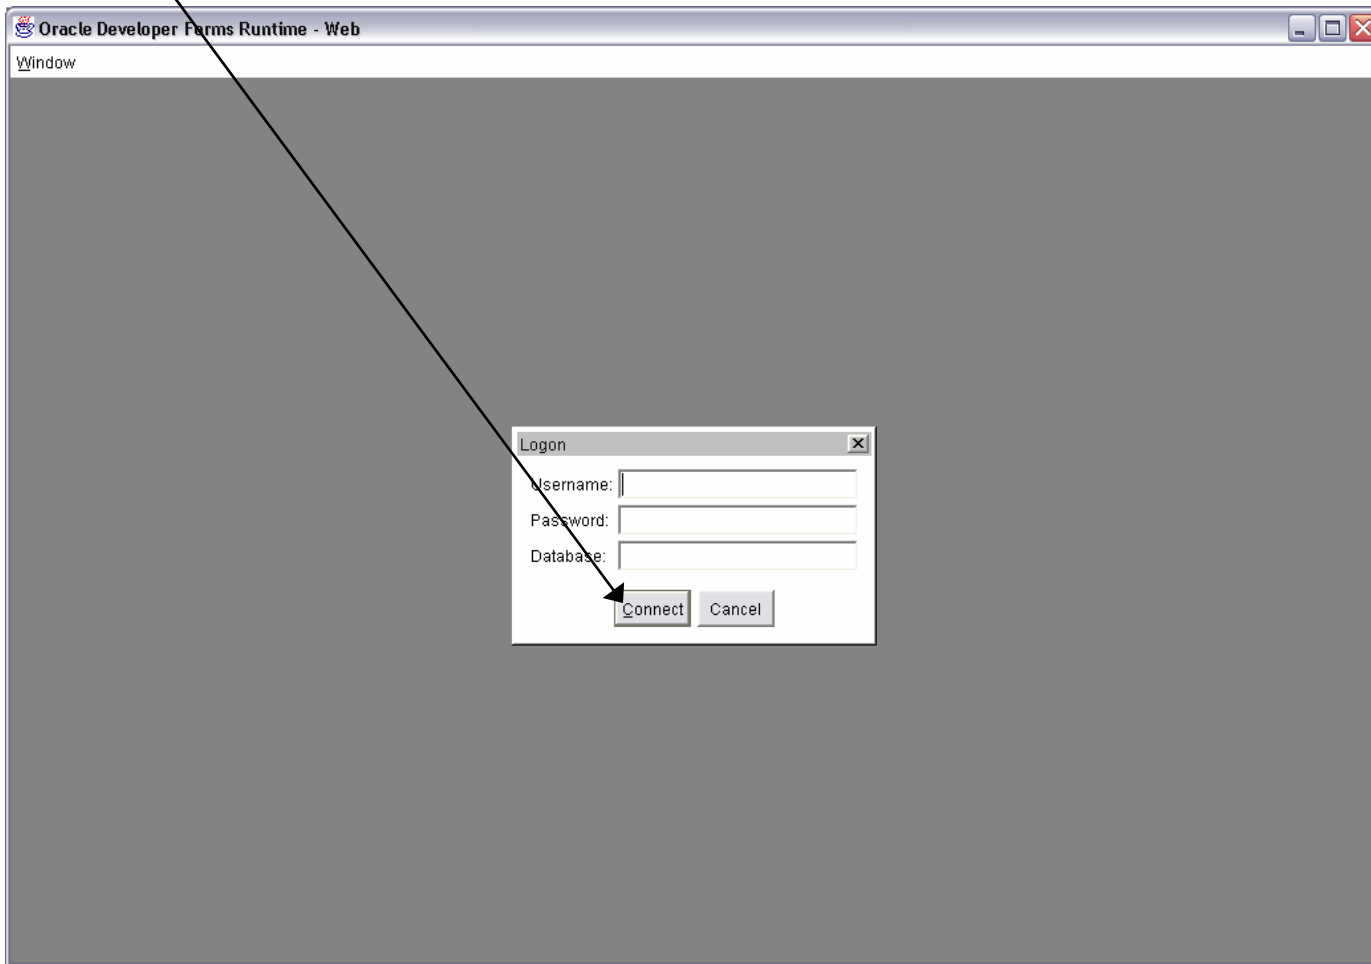 Oracle Developer Forms Runtime - Web
Window
Logon
Username:
Password:
Database:
Connect Cancel